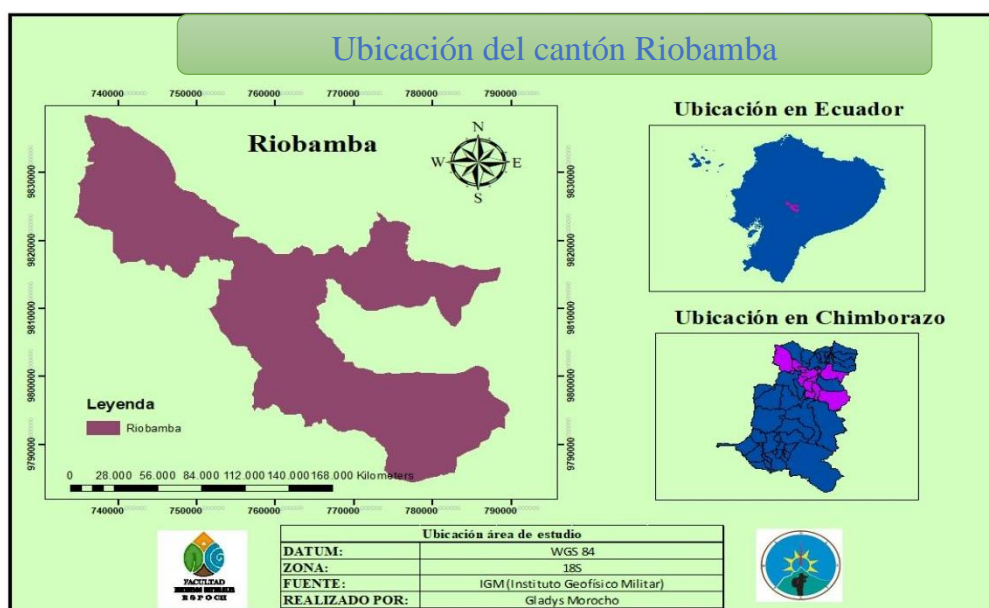 Ubicación del cantón Riobamba
740000 750000 760000 770000 780000 790000
Riobamba
N
W E
S
9830000
9820000
9810000
9800000
9790000
9830000
9820000
9810000
9800000
9790000
Leyenda
Riobamba
0 28.000 56.000 84.000 112.000 140.000 168.000 Kilometers
740000 750000 760000 770000 780000 790000
Ubicación en Ecuador
Ubicación en Chimborazo
Ubicación área de estudio
DATUM: WGS 84
ZONA: 18S
FUENTE: IGM (Instituto Geofísico Militar)
REALIZADO POR: Gladys Morocho
FACULTAD
ESPOCH